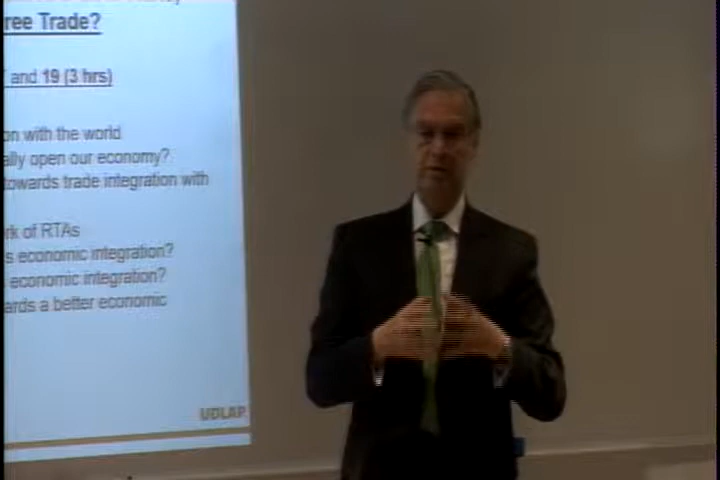 ree Trade?
and 19 (3 hrs)
on with the world
ally open our economy?
towards trade integration with
rk of RTAs
s economic integration?
economic integration?
ards a better economic
UDLAP